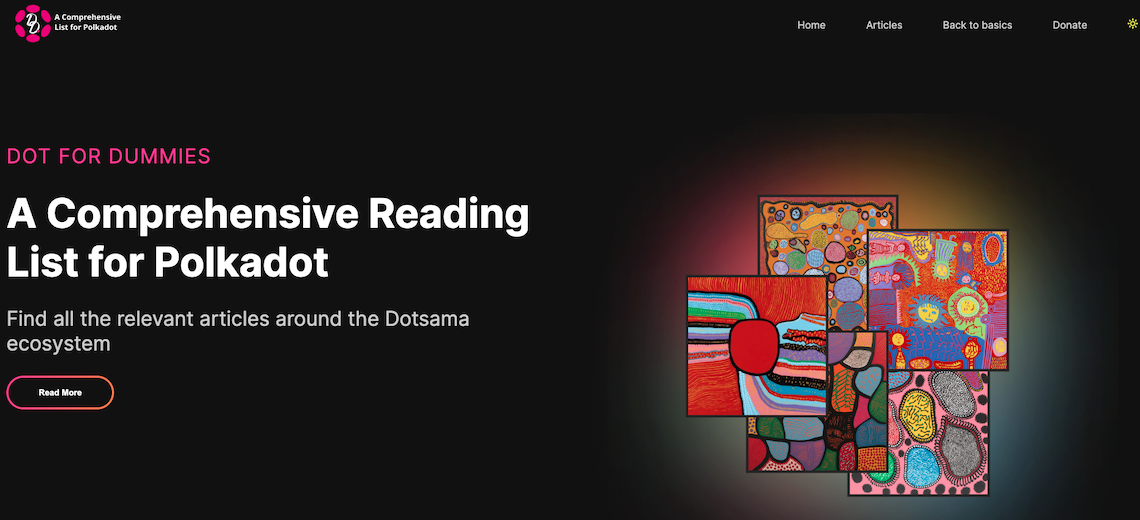 A Comprehensive
List for Polkadot
Home
Articles
Back to basics
Donate
DOT FOR DUMMIES
A Comprehensive Reading
List for Polkadot
Find all the relevant articles around the Dotsama
ecosystem
Read More